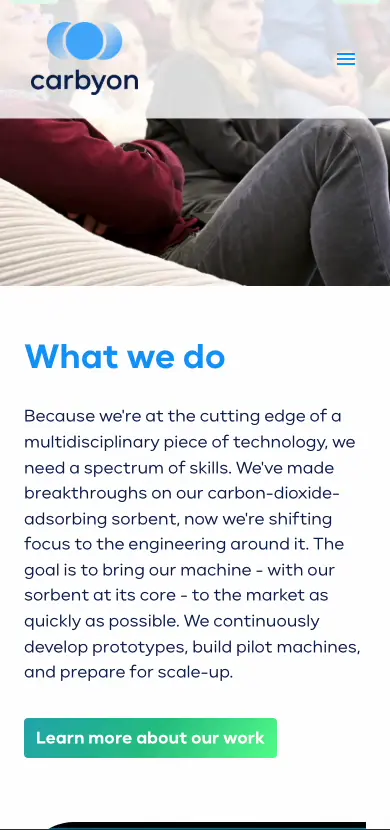 carbyon
What we do
Because we're at the cutting edge of a
multidisciplinary piece of technology, we
need a spectrum of skills. We've made
breakthroughs on our carbon-dioxide-
adsorbing sorbent, now we're shifting
focus to the engineering around it. The
goal is to bring our machine - with our
sorbent at its core - to the market as
quickly as possible. We continuously
develop prototypes, build pilot machines,
and prepare for scale-up.
Learn more about our work